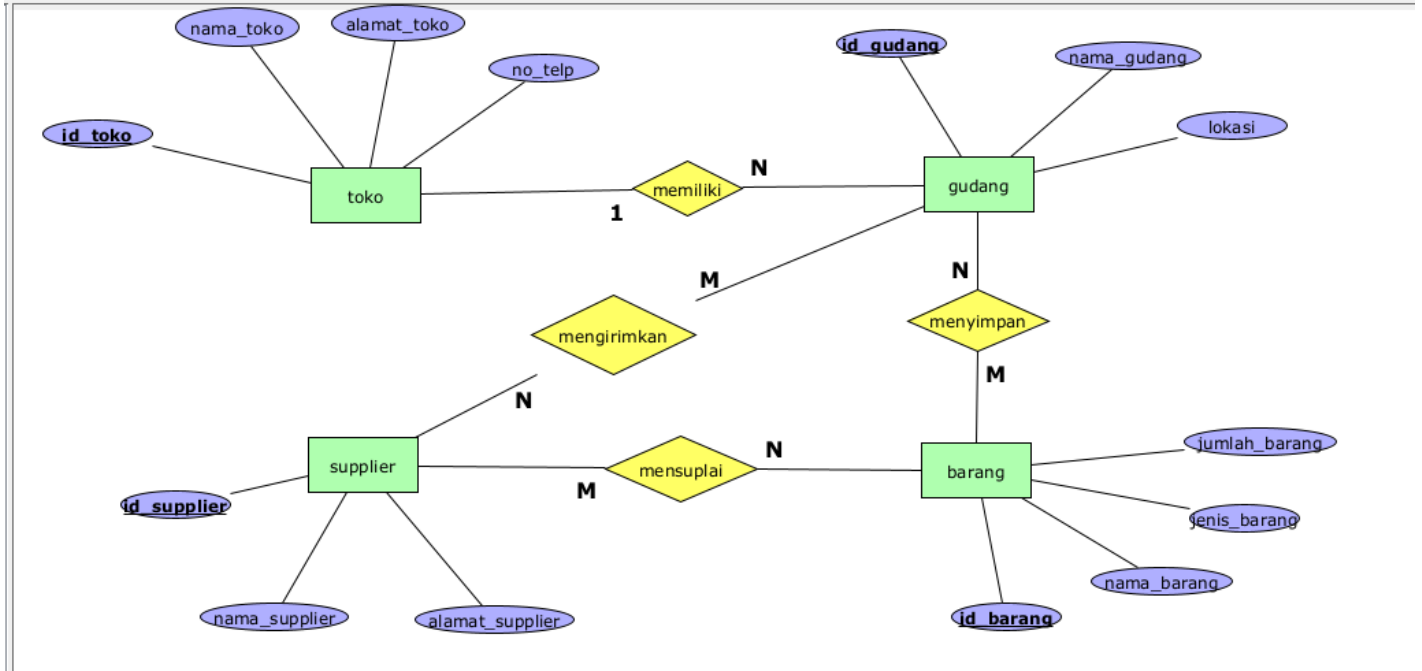 nama_toko
alamat_toko
no_telp
id_toko
toko
1
memiliki
N
id_gudang
nama_gudang
lokasi
gudang
M
mengirimkan
N
N
menyimpan
M
supplier
id_supplier
nama_supplier
alamat_supplier
M
mensuplai
N
barang
jumlah_barang
jenis_barang
nama_barang
id_barang